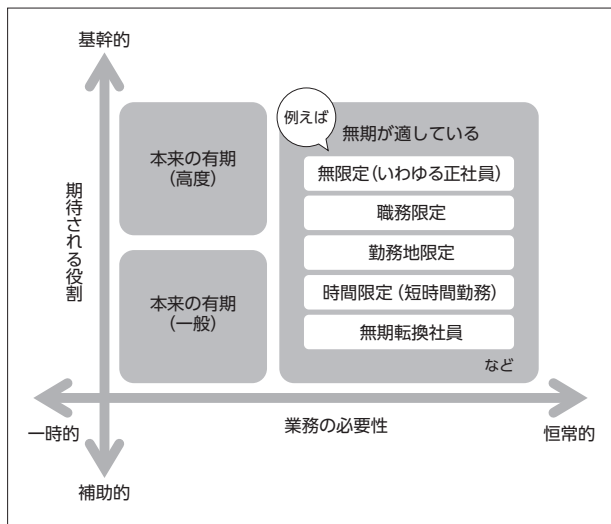 基幹的
例えば
無期が適している
本来の有期
(高度)
無限定(いわゆる正社員)
職務限定
勤務地限定
時間限定(短時間勤務)
無期転換社員
など
本来の有期
(一般)
期待される役割
一時的
業務の必要性
恒常的
補助的